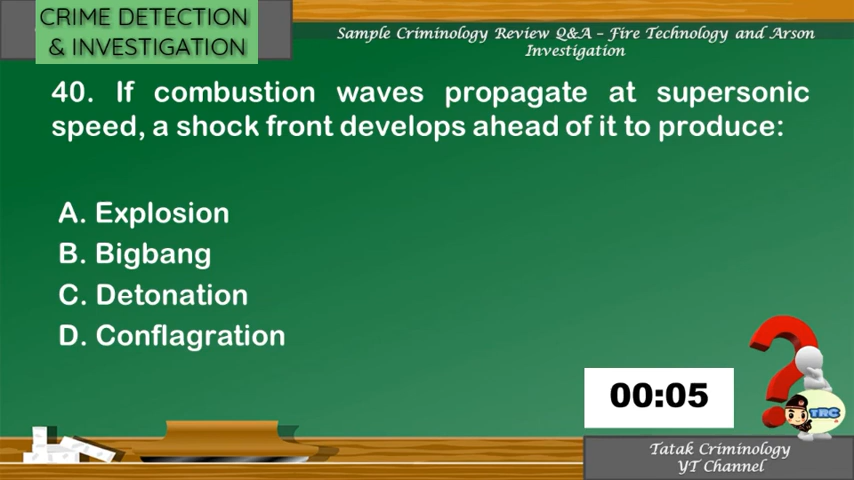 CRIME DETECTION
& INVESTIGATION
Sample Criminology Review Q&A – Fire Technology and Arson
Investigation
40. If combustion waves propagate at supersonic
speed, a shock front develops ahead of it to produce:
A. Explosion
B. Bigbang
C. Detonation
D. Conflagration
00:05
TRC
Tatak Criminology
YT Channel